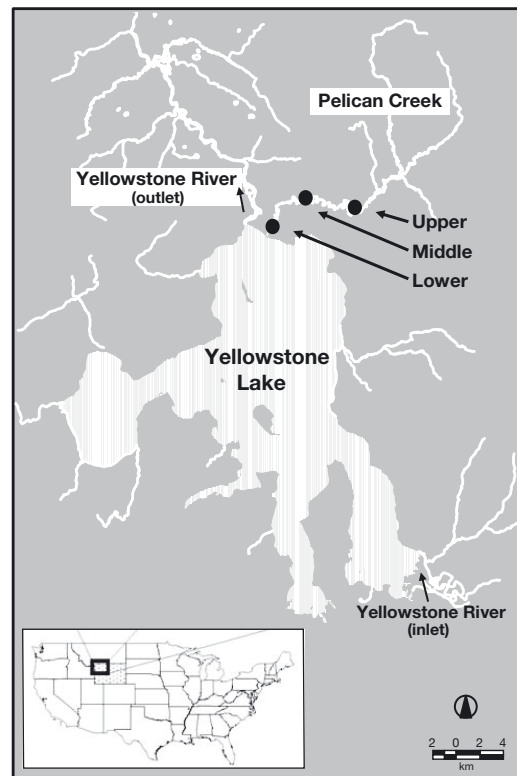 Pelican Creek
Yellowstone River
(outlet)
Upper
Middle
Lower
Yellowstone
Lake
Yellowstone River
(inlet)
2 0 2 4
km